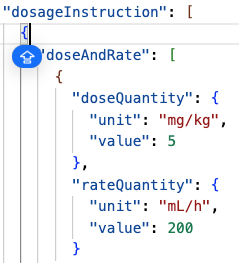 "dosageInstruction": [
{
"doseAndRate": [
{
"doseQuantity": {
"unit": "mg/kg",
"value": 5
},
"rateQuantity": {
"unit": "mL/h",
"value": 200
}